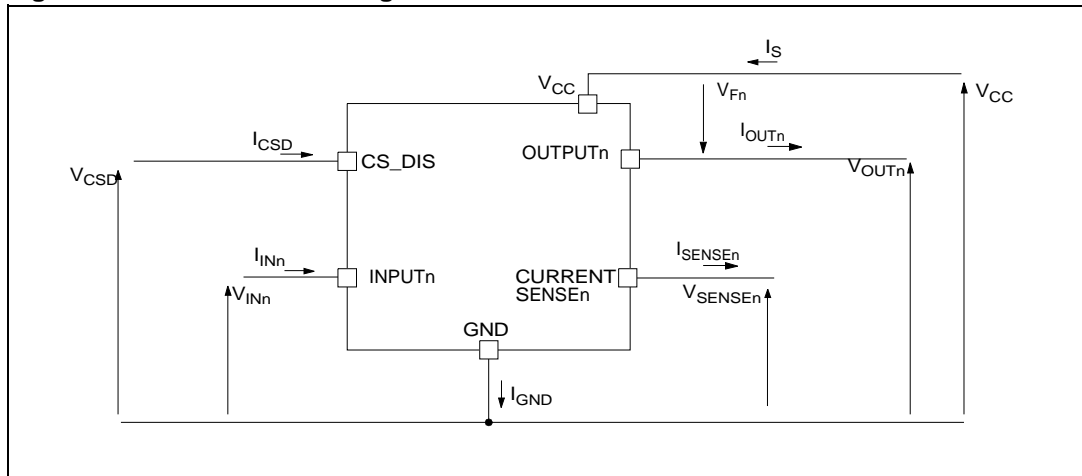 I_S
V_CC
V_Fn
V_CC
I_CSD
OUTPUTn
I_OUTn
CS_DIS
V_CSD
V_OUTn
I_INn
INPUTn
CURRENT
SENSEn
I_SENSEn
V_INn
V_SENSEn
GND
I_GND